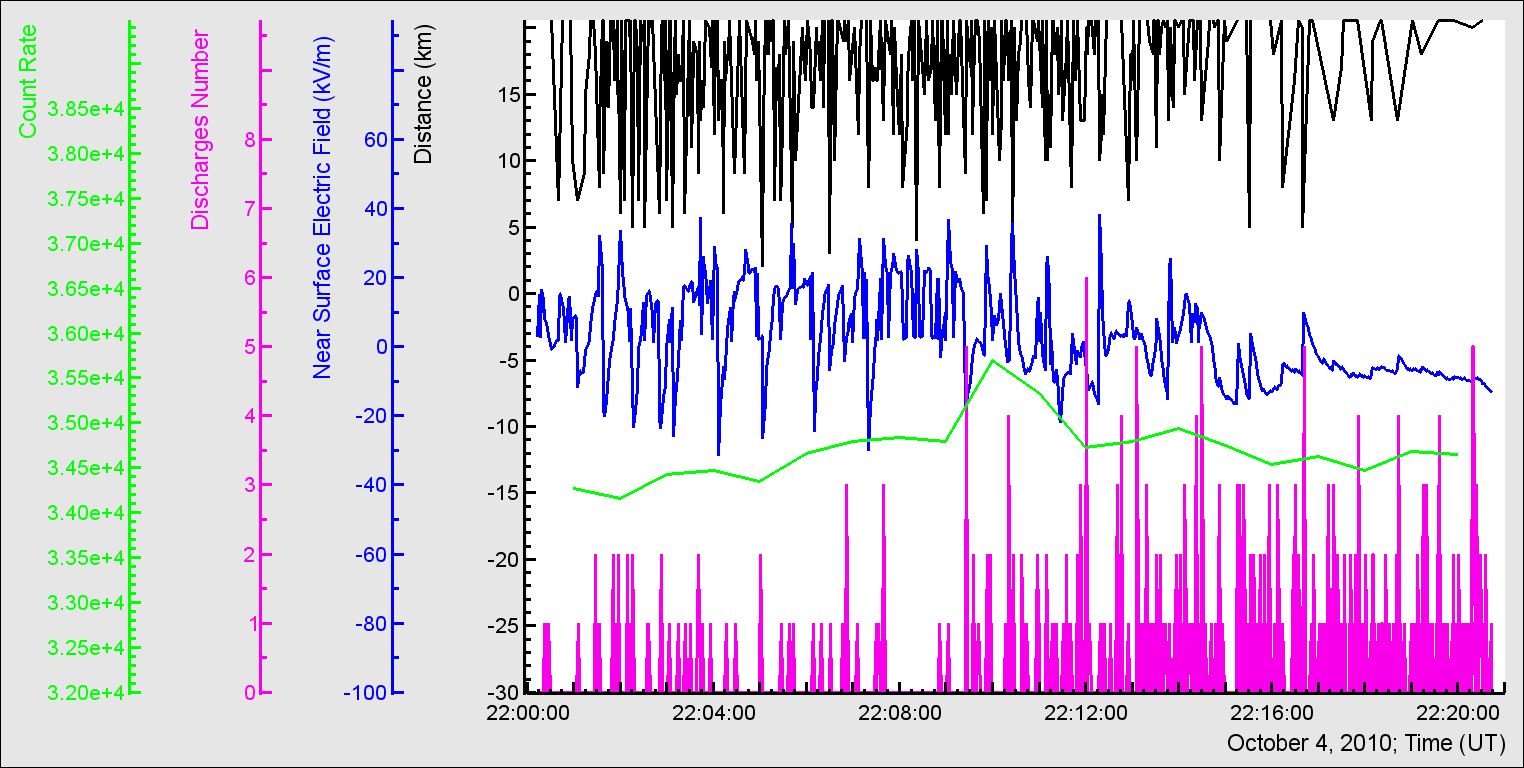 Count Rate
3.85e+4
3.80e+4
3.75e+4
3.70e+4
3.65e+4
3.60e+4
3.55e+4
3.50e+4
3.45e+4
3.40e+4
3.35e+4
3.30e+4
3.25e+4
3.20e+4
Discharges Number
8
7
6
5
4
3
2
1
0
Near Surface Electric Field (kV/m)
60
40
20
0
-20
-40
-60
-80
-100
Distance (km)
15
10
5
0
-5
-10
-15
-20
-25
-30
22:00:00 22:04:00 22:08:00 22:12:00 22:16:00 22:20:00
October 4, 2010; Time (UT)